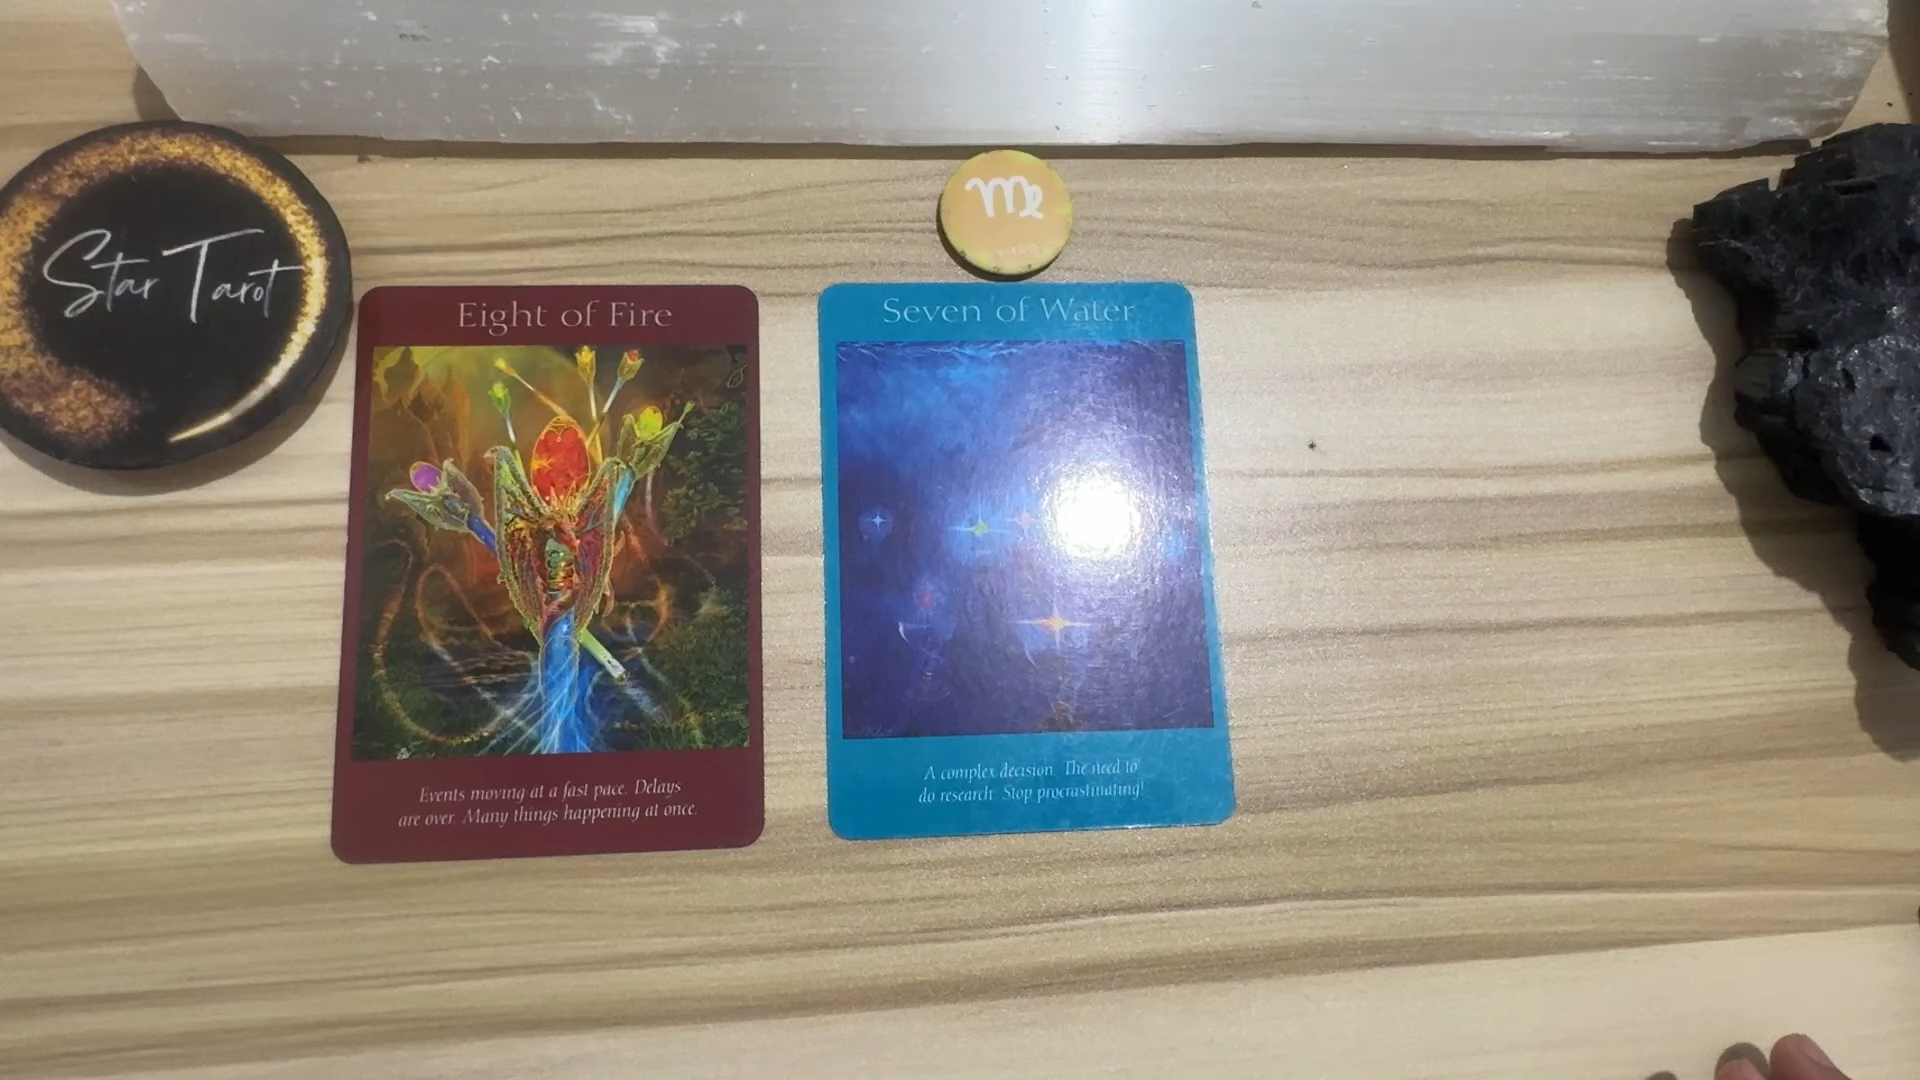 Star Tarot
Eight of Fire
Events moving at a fast pace. Delays
are over. Many things happening at once.
VIRGO
Seven of Water
A complex decision. The need to
do research. Stop procrastinating!